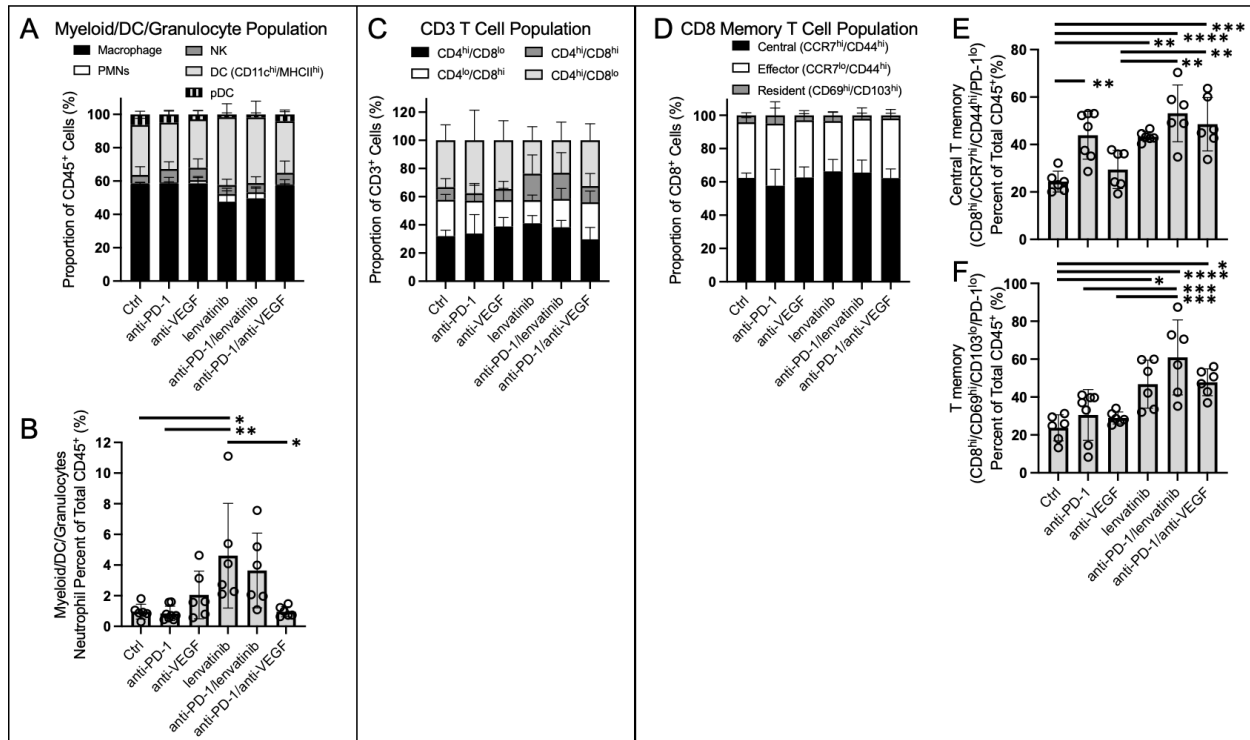 A Myeloid/DC/Granulocyte Population
Macrophage
PMNs
NK
DC (CD11cʰⁱ/MHCIIʰⁱ)
pDC
Proportion of CD45⁺ Cells (%)
100
80
60
40
20
0
Ctrl
anti-PD-1
anti-VEGF
lenvatinib
anti-PD-1/lenvatinib
anti-PD-1/anti-VEGF
B
Myeloid/DC/Granulocytes
Neutrophil Percent of Total CD45⁺ (%)
12
10
8
6
4
2
0
*
**
*
Ctrl
anti-PD-1
anti-VEGF
lenvatinib
anti-PD-1/lenvatinib
anti-PD-1/anti-VEGF
C CD3 T Cell Population
CD4ʰⁱ/CD8ˡᵒ
CD4ˡᵒ/CD8ʰⁱ
CD4ʰⁱ/CD8ʰⁱ
CD4ʰⁱ/CD8ˡᵒ
Proportion of CD3⁺ Cells (%)
120
100
80
60
40
20
0
Ctrl
anti-PD-1
anti-VEGF
lenvatinib
anti-PD-1/lenvatinib
anti-PD-1/anti-VEGF
D CD8 Memory T Cell Population
Central (CCR7ʰⁱ/CD44ʰⁱ)
Effector (CCR7ˡᵒ/CD44ʰⁱ)
Resident (CD69ʰⁱ/CD103ʰⁱ)
Proportion of CD8⁺ Cells (%)
100
80
60
40
20
0
Ctrl
anti-PD-1
anti-VEGF
lenvatinib
anti-PD-1/lenvatinib
anti-PD-1/anti-VEGF
E
Central T memory
(CD8ʰⁱ/CCR7ʰⁱ/CD44ʰⁱ/PD-1ˡᵒ)
Percent of Total CD45⁺(%)
80
60
40
20
0
***
****
**
**
**
**
F
T memory
(CD8ʰⁱ/CD69ʰⁱ/CD103ˡᵒ/PD-1ˡᵒ)
Percent of Total CD45⁺ (%)
100
80
60
40
20
0
*
****
*
***
***
Ctrl
anti-PD-1
anti-VEGF
lenvatinib
anti-PD-1/lenvatinib
anti-PD-1/anti-VEGF